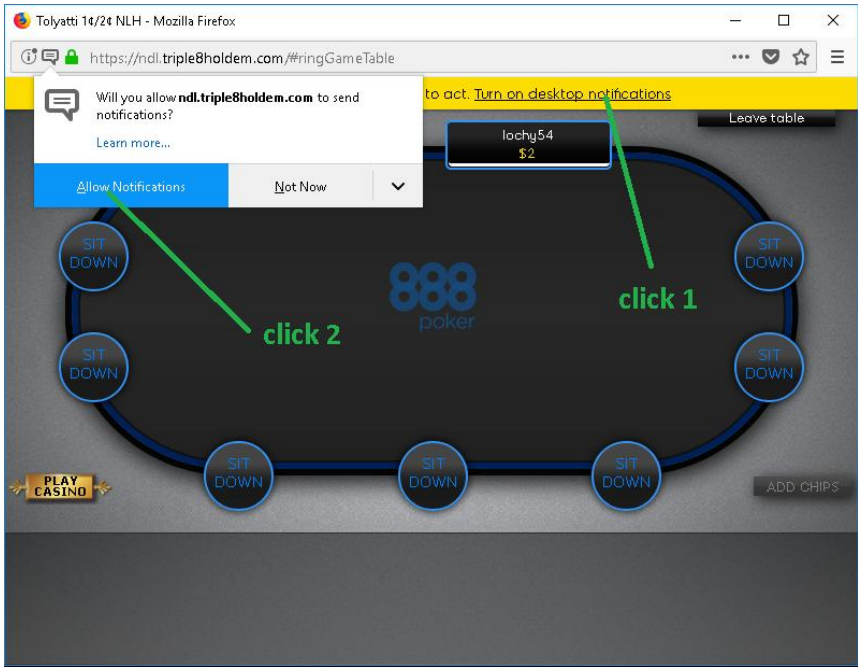 Tolyatti 1¢/2¢ NLH - Mozilla Firefox
https://ndl.triple8holdem.com/#ringGameTable
Will you allow ndl.triple8holdem.com to send
notifications?
Learn more...
Allow Notifications
Not Now
to act. Turn on desktop notifications
Leave table
lochy54
$2
SIT
DOWN
SIT
DOWN
888
poker
click 1
click 2
SIT
DOWN
SIT
DOWN
SIT
DOWN
SIT
DOWN
SIT
DOWN
PLAY
CASINO
ADD CHIPS